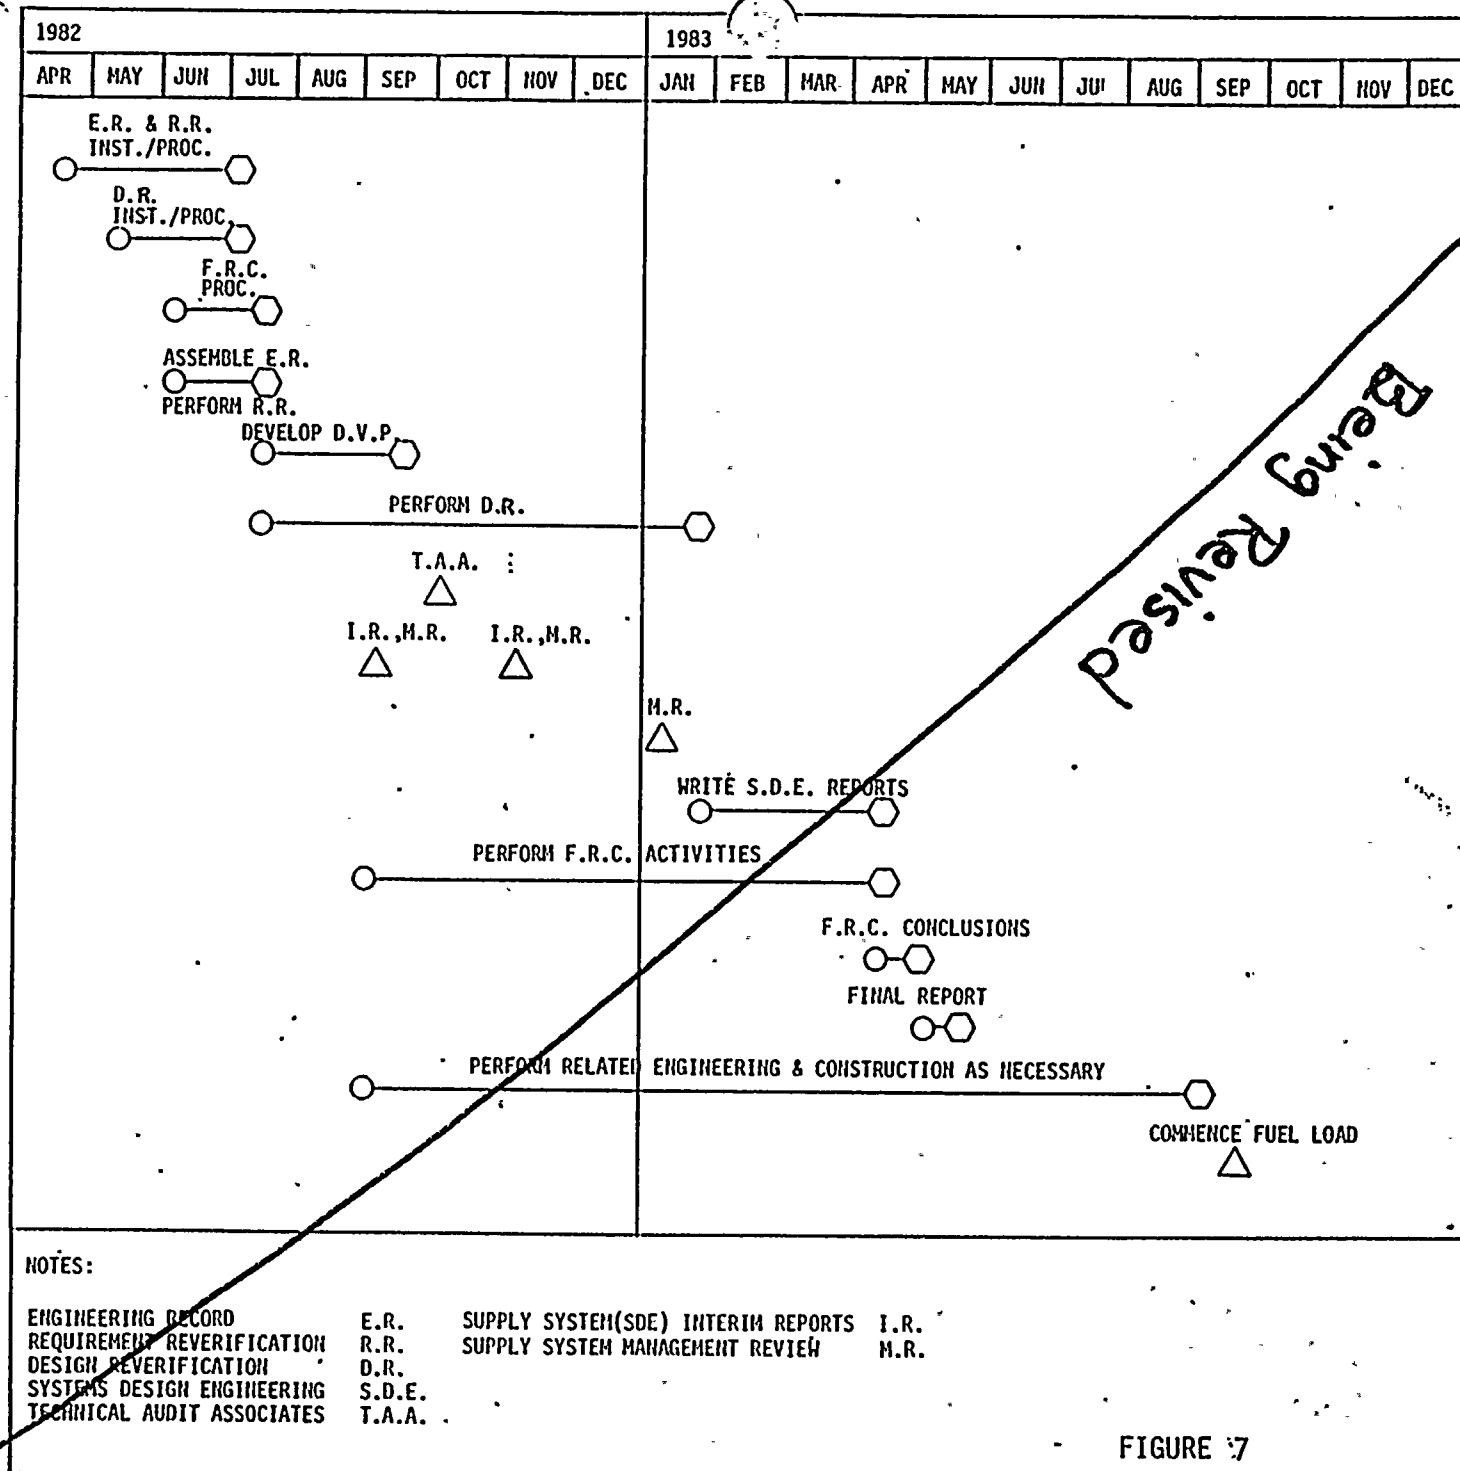 1982
1983
APR MAY JUN JUL AUG SEP OCT NOV DEC JAN FEB MAR APR MAY JUN JUL AUG SEP OCT NOV DEC
E.R. & R.R.
INST./PROC.
D.R.
INST./PROC.
F.R.C.
PROC.
ASSEMBLE E.R.
PERFORM R.R.
DEVELOP D.V.P.
PERFORM D.R.
T.A.A.
I.R.,M.R. I.R.,M.R.
M.R.
WRITE S.D.E. REPORTS
PERFORM F.R.C. ACTIVITIES
F.R.C. CONCLUSIONS
FINAL REPORT
PERFORM RELATED ENGINEERING & CONSTRUCTION AS NECESSARY
COMMENCE FUEL LOAD
Being Revised
NOTES:
ENGINEERING RECORD E.R. SUPPLY SYSTEM(SDE) INTERIM REPORTS I.R.
REQUIREMENT REVERIFICATION R.R. SUPPLY SYSTEM MANAGEMENT REVIEW M.R.
DESIGN REVERIFICATION D.R.
SYSTEMS DESIGN ENGINEERING S.D.E.
TECHNICAL AUDIT ASSOCIATES T.A.A.
FIGURE 7